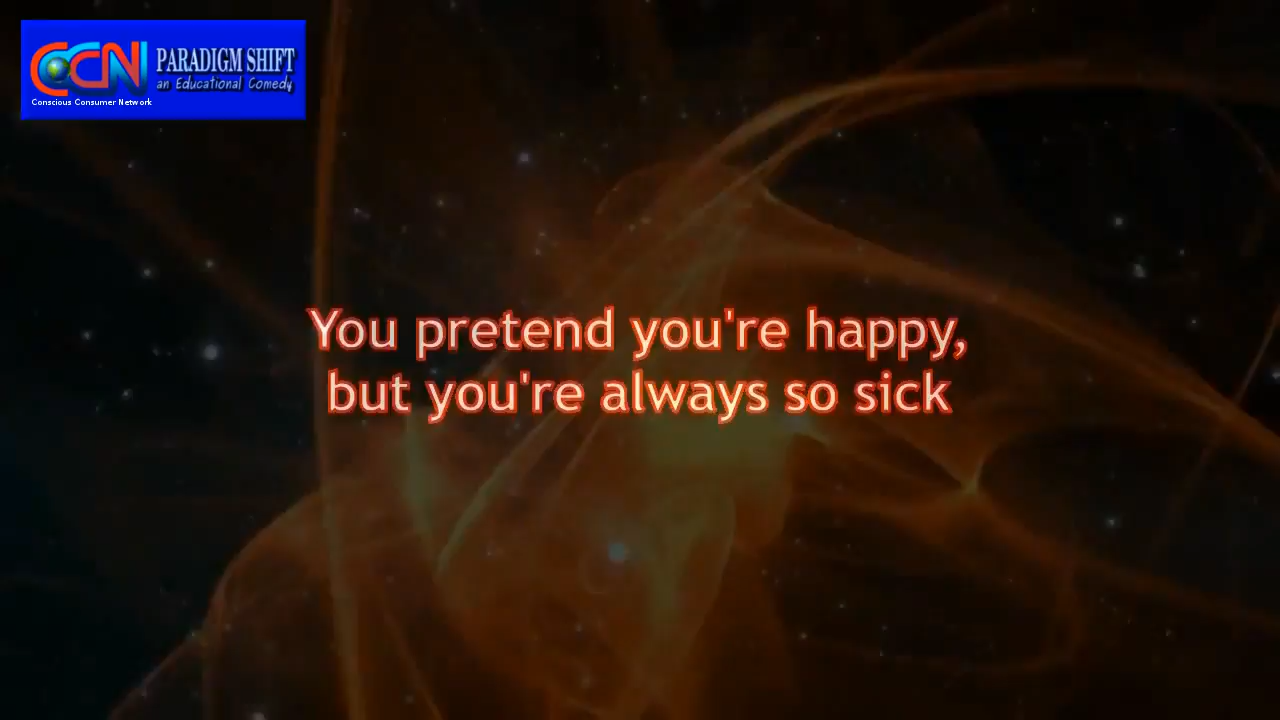 CCN PARADIGM SHIFT
an Educational Comedy
Conscious Consumer Network
You pretend you're happy,
but you're always so sick